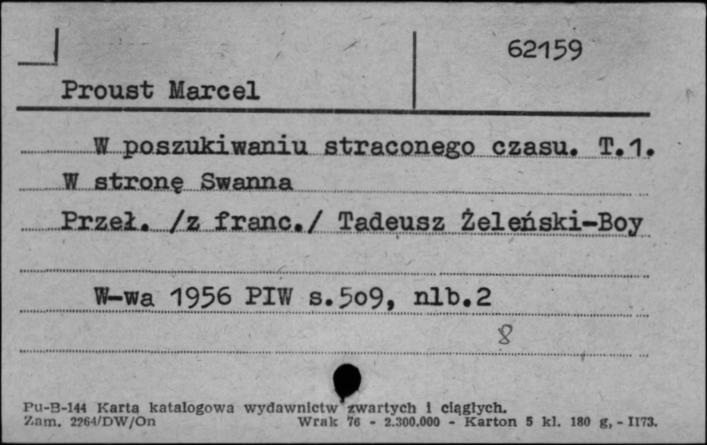 62159
Proust Marcel
W poszukiwaniu straconego czasu. T.1.
W stronę Swanna
Przeł. /z franc./ Tadeusz Żeleński-Boy
W-wa 1956 PIW s.509, nlb.2
8
Pu-B-144 Karta katalogowa wydawnictw zwartych i ciągłych.
Zam. 2264/DW/On Wrak 76 - 2.300.000 - Karton 5 kl. 180 g, - II73.